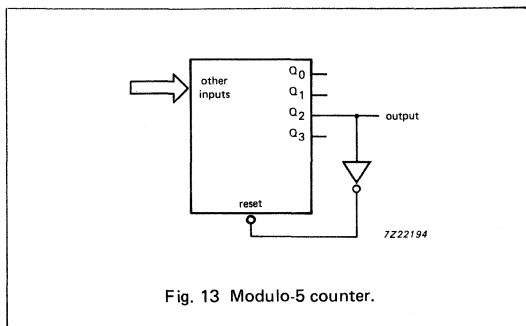 other
inputs
Q0
Q1
Q2
Q3
output
reset
7Z22194
Fig. 13 Modulo-5 counter.